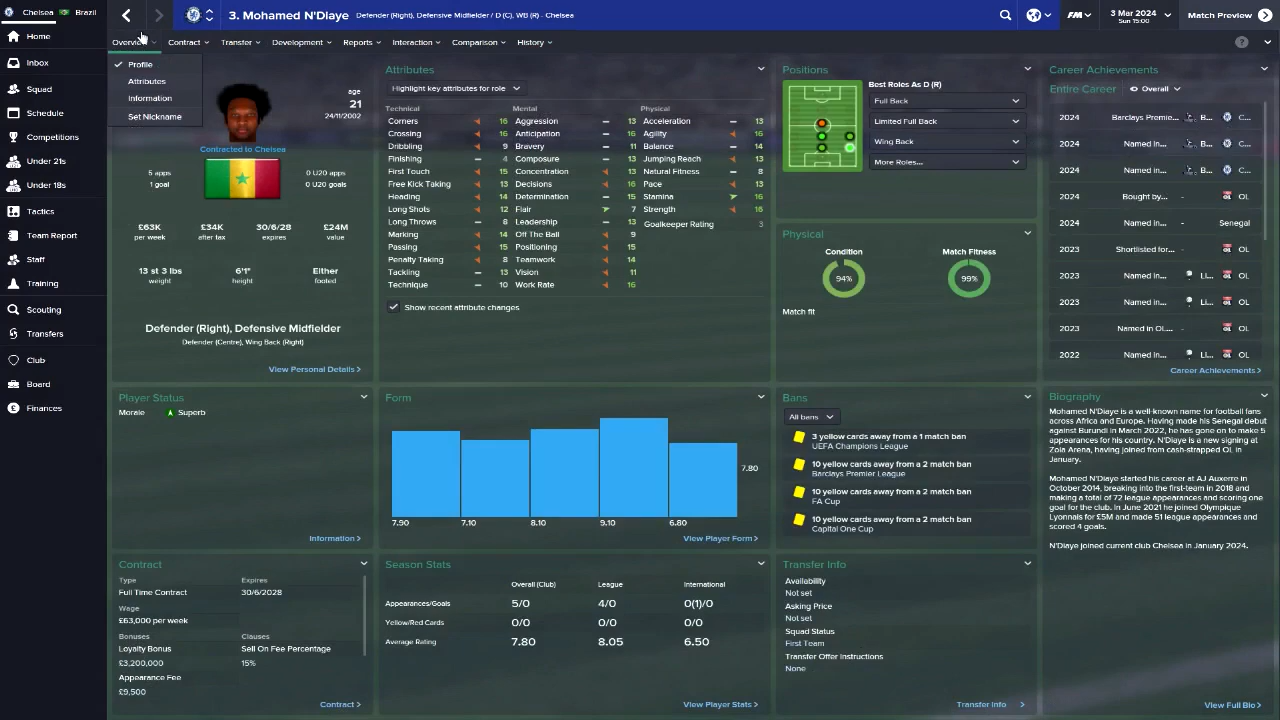 Chelsea Brazil
3. Mohamed N'Diaye
Defender (Right), Defensive Midfielder / D (C), WB (R) - Chelsea
FM
3 Mar 2024
Sun 15:00
Match Preview
Home
Inbox
Squad
Schedule
Competitions
Under 21s
Under 18s
Tactics
Team Report
Staff
Training
Scouting
Transfers
Club
Board
Finances
Overview Contract Transfer Development Reports Interaction Comparison History
Profile
Attributes
Information
Set Nickname
age
21
24/11/2002
Contracted to Chelsea
5 apps
1 goal
0 U20 apps
0 U20 goals
£63K £34K 30/6/28 £24M
per week after tax expires value
13 st 3 lbs 6'1" Either
weight height footed
Defender (Right), Defensive Midfielder
Defender (Centre), Wing Back (Right)
View Personal Details >
Attributes
Highlight key attributes for role
Technical Mental Physical
Corners 16 Aggression 13 Acceleration 13
Crossing 16 Anticipation 16 Agility 16
Dribbling 9 Bravery 11 Balance 14
Finishing 4 Composure 13 Jumping Reach 13
First Touch 15 Concentration 13 Natural Fitness 8
Free Kick Taking 13 Decisions 16 Pace 13
Heading 14 Determination 15 Stamina 16
Long Shots 12 Flair 7 Strength 16
Long Throws 8 Leadership 13 Goalkeeper Rating 3
Marking 14 Off The Ball 9
Passing 15 Positioning 15
Penalty Taking 8 Teamwork 14
Tackling 13 Vision 11
Technique 10 Work Rate 16
Show recent attribute changes
Positions
Best Roles As D (R)
Full Back
Limited Full Back
Wing Back
More Roles...
Physical
Condition Match Fitness
94% 99%
Match fit
Career Achievements
Entire Career Overall
2024 Barclays Premie... B... C...
2024 Named in... B... C...
2024 Named in... B... C...
2024 Bought by... - OL
2024 Named in... - Senegal
2023 Shortlisted for... - OL
2023 Named in... Li... OL
2023 Named in... Li... OL
2023 Named in OL... - OL
2022 Named in... Li... OL
Career Achievements >
Player Status
Morale Superb
Information >
Form
7.80
7.90 7.10 8.10 9.10 6.80
View Player Form >
Bans
All bans
3 yellow cards away from a 1 match ban
UEFA Champions League
10 yellow cards away from a 2 match ban
Barclays Premier League
10 yellow cards away from a 2 match ban
FA Cup
10 yellow cards away from a 2 match ban
Capital One Cup
Biography
Mohamed N'Diaye is a well-known name for football fans
across Africa and Europe. Having made his Senegal debut
against Burundi in March 2022, he has gone on to make 5
appearances for his country. N'Diaye is a new signing at
Zola Arena, having joined from cash-strapped OL in
January.
Mohamed N'Diaye started his career at AJ Auxerre in
October 2014, breaking into the first-team in 2018 and
making a total of 72 league appearances and scoring one
goal for the club. In June 2021 he joined Olympique
Lyonnais for £5M and made 51 league appearances and
scored 4 goals.
N'Diaye joined current club Chelsea in January 2024.
View Full Bio >
Contract
Type Expires
Full Time Contract 30/6/2028
Wage
£63,000 per week
Bonuses Clauses
Loyalty Bonus Sell On Fee Percentage
£3,200,000 15%
Appearance Fee
£9,500
Contract >
Season Stats
Overall (Club) League International
Appearances/Goals 5/0 4/0 0(1)/0
Yellow/Red Cards 0/0 0/0 0/0
Average Rating 7.80 8.05 6.50
View Player Stats >
Transfer Info
Availability
Not set
Asking Price
Not set
Squad Status
First Team
Transfer Offer Instructions
None
Transfer Info >